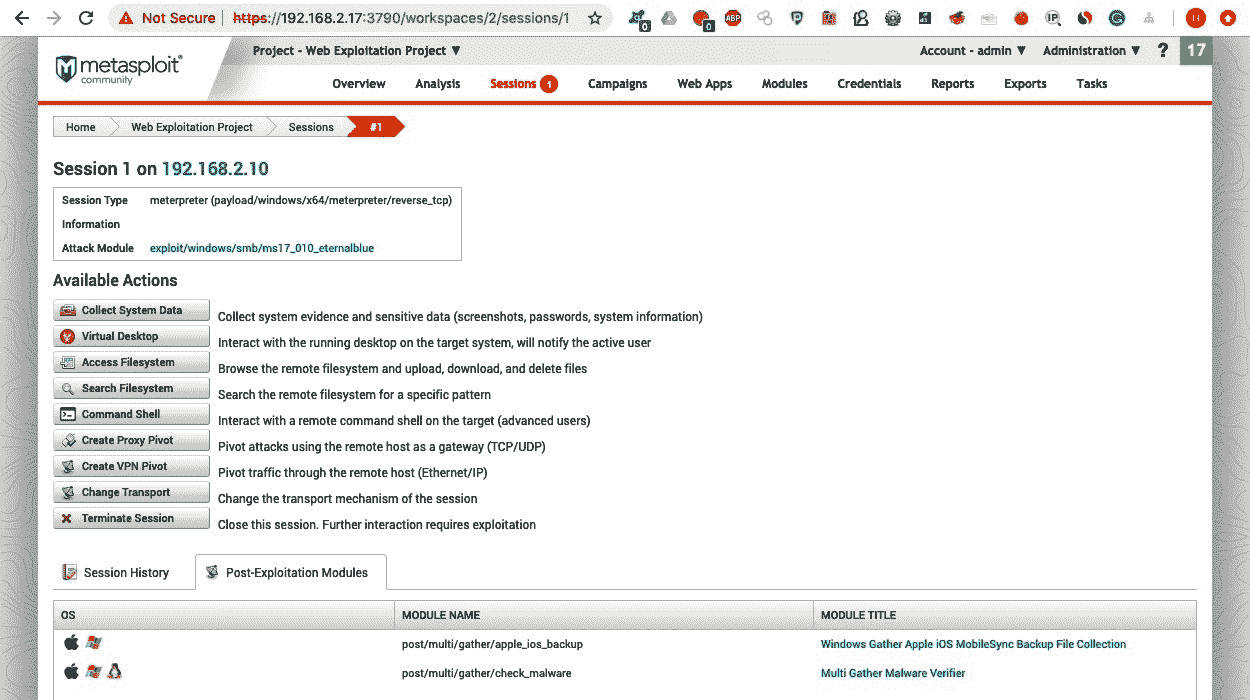 Not Secure | https://192.168.2.17:3790/workspaces/2/sessions/1
0 0 ABP IP
metasploit®
community
Project - Web Exploitation Project ▼ Account - admin ▼ Administration ▼ ? 17
Overview Analysis Sessions 1 Campaigns Web Apps Modules Credentials Reports Exports Tasks
Home Web Exploitation Project Sessions #1
Session 1 on 192.168.2.10
Session Type meterpreter (payload/windows/x64/meterpreter/reverse_tcp)
Information
Attack Module exploit/windows/smb/ms17_010_eternalblue
Available Actions
Collect System Data Collect system evidence and sensitive data (screenshots, passwords, system information)
Virtual Desktop Interact with the running desktop on the target system, will notify the active user
Access Filesystem Browse the remote filesystem and upload, download, and delete files
Search Filesystem Search the remote filesystem for a specific pattern
Command Shell Interact with a remote command shell on the target (advanced users)
Create Proxy Pivot Pivot attacks using the remote host as a gateway (TCP/UDP)
Create VPN Pivot Pivot traffic through the remote host (Ethernet/IP)
Change Transport Change the transport mechanism of the session
Terminate Session Close this session. Further interaction requires exploitation
Session History Post-Exploitation Modules
OS MODULE NAME MODULE TITLE
post/multi/gather/apple_ios_backup Windows Gather Apple iOS MobileSync Backup File Collection
post/multi/gather/check_malware Multi Gather Malware Verifier